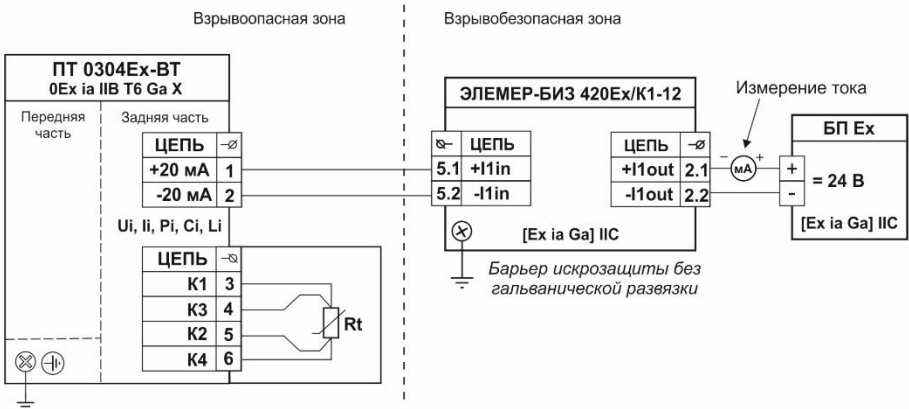 Взрывоопасная зона
Взрывобезопасная зона
ПТ 0304Ex-ВТ
0Ex ia IIB T6 Ga X
Передняя
часть
Задняя часть
ЦЕПЬ
+20 мА 1
-20 мА 2
Ui, Ii, Pi, Ci, Li
ЦЕПЬ
К1 3
К3 4
К2 5
К4 6
Rt
ЭЛЕМЕР-БИЗ 420Ex/К1-12
ЦЕПЬ
5.1 +I1in
5.2 -I1in
ЦЕПЬ
+I1out 2.1
-I1out 2.2
[Ex ia Ga] IIC
Барьер искрозащиты без
гальванической развязки
Измерение тока
- мА +
БП Ex
+
= 24 В
-
[Ex ia Ga] IIC